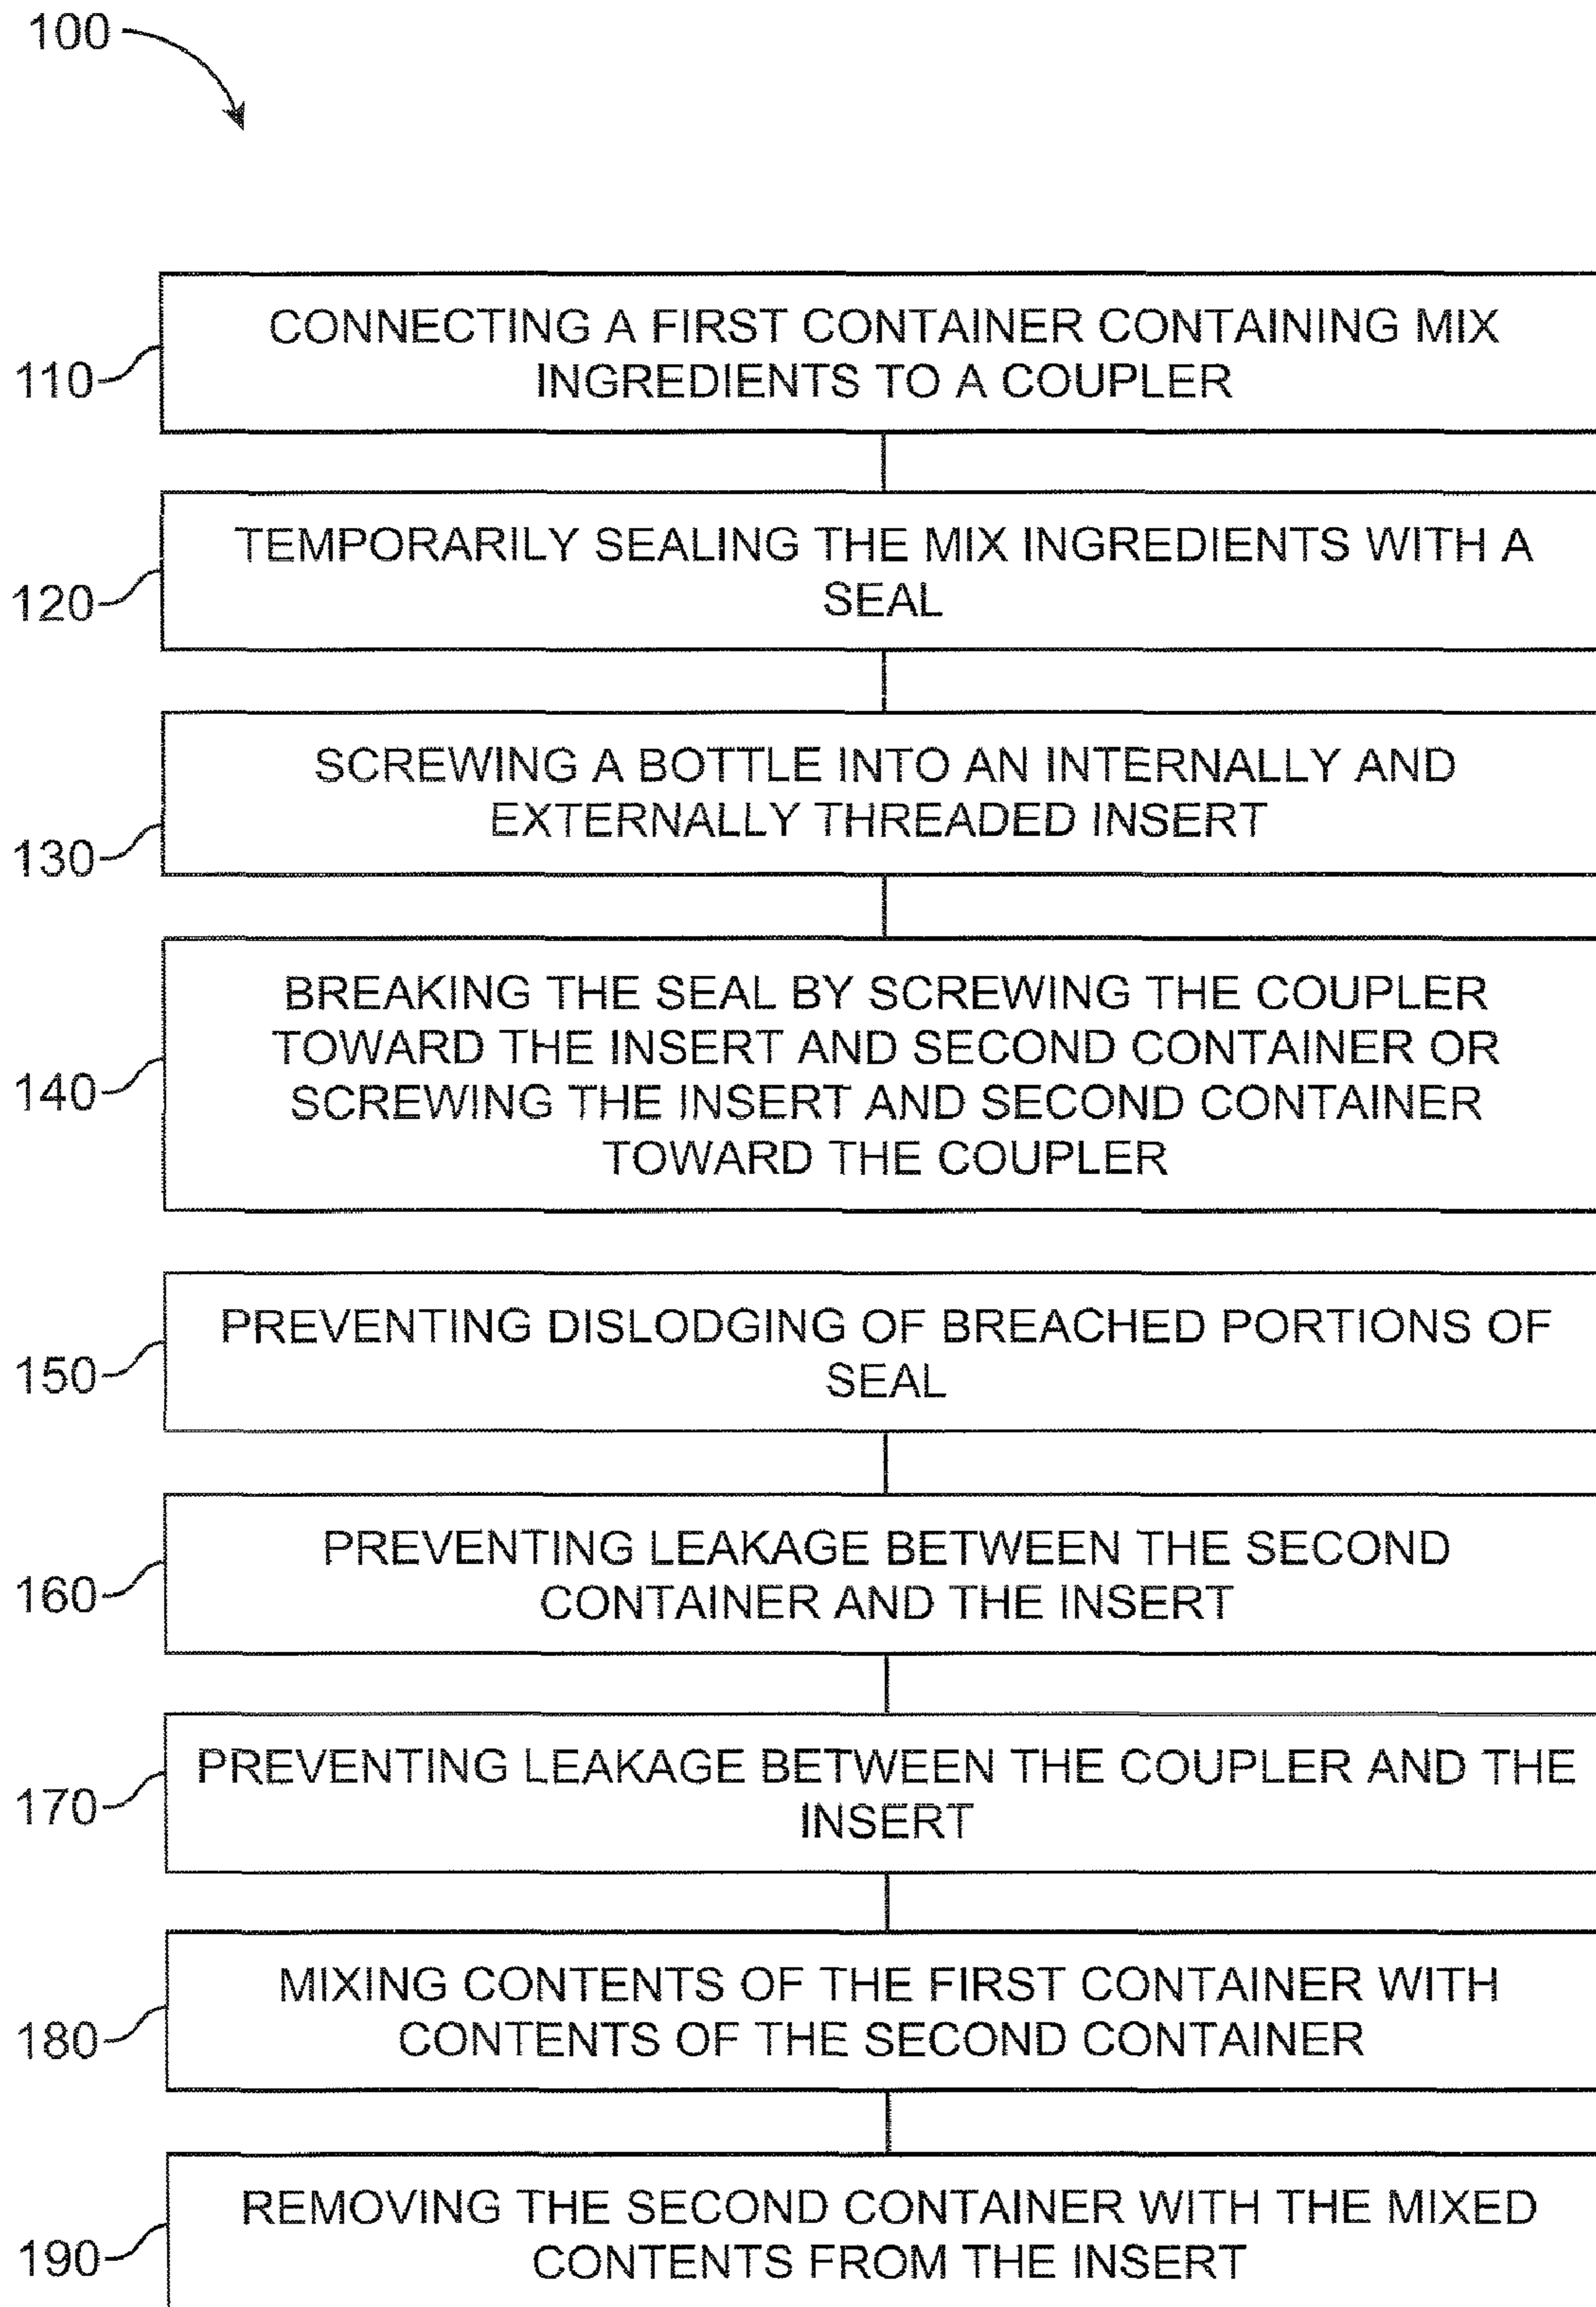 100
110
CONNECTING A FIRST CONTAINER CONTAINING MIX
INGREDIENTS TO A COUPLER
120
TEMPORARILY SEALING THE MIX INGREDIENTS WITH A
SEAL
130
SCREWING A BOTTLE INTO AN INTERNALLY AND
EXTERNALLY THREADED INSERT
140
BREAKING THE SEAL BY SCREWING THE COUPLER
TOWARD THE INSERT AND SECOND CONTAINER OR
SCREWING THE INSERT AND SECOND CONTAINER
TOWARD THE COUPLER
150
PREVENTING DISLODGING OF BREACHED PORTIONS OF
SEAL
160
PREVENTING LEAKAGE BETWEEN THE SECOND
CONTAINER AND THE INSERT
170
PREVENTING LEAKAGE BETWEEN THE COUPLER AND THE
INSERT
180
MIXING CONTENTS OF THE FIRST CONTAINER WITH
CONTENTS OF THE SECOND CONTAINER
190
REMOVING THE SECOND CONTAINER WITH THE MIXED
CONTENTS FROM THE INSERT